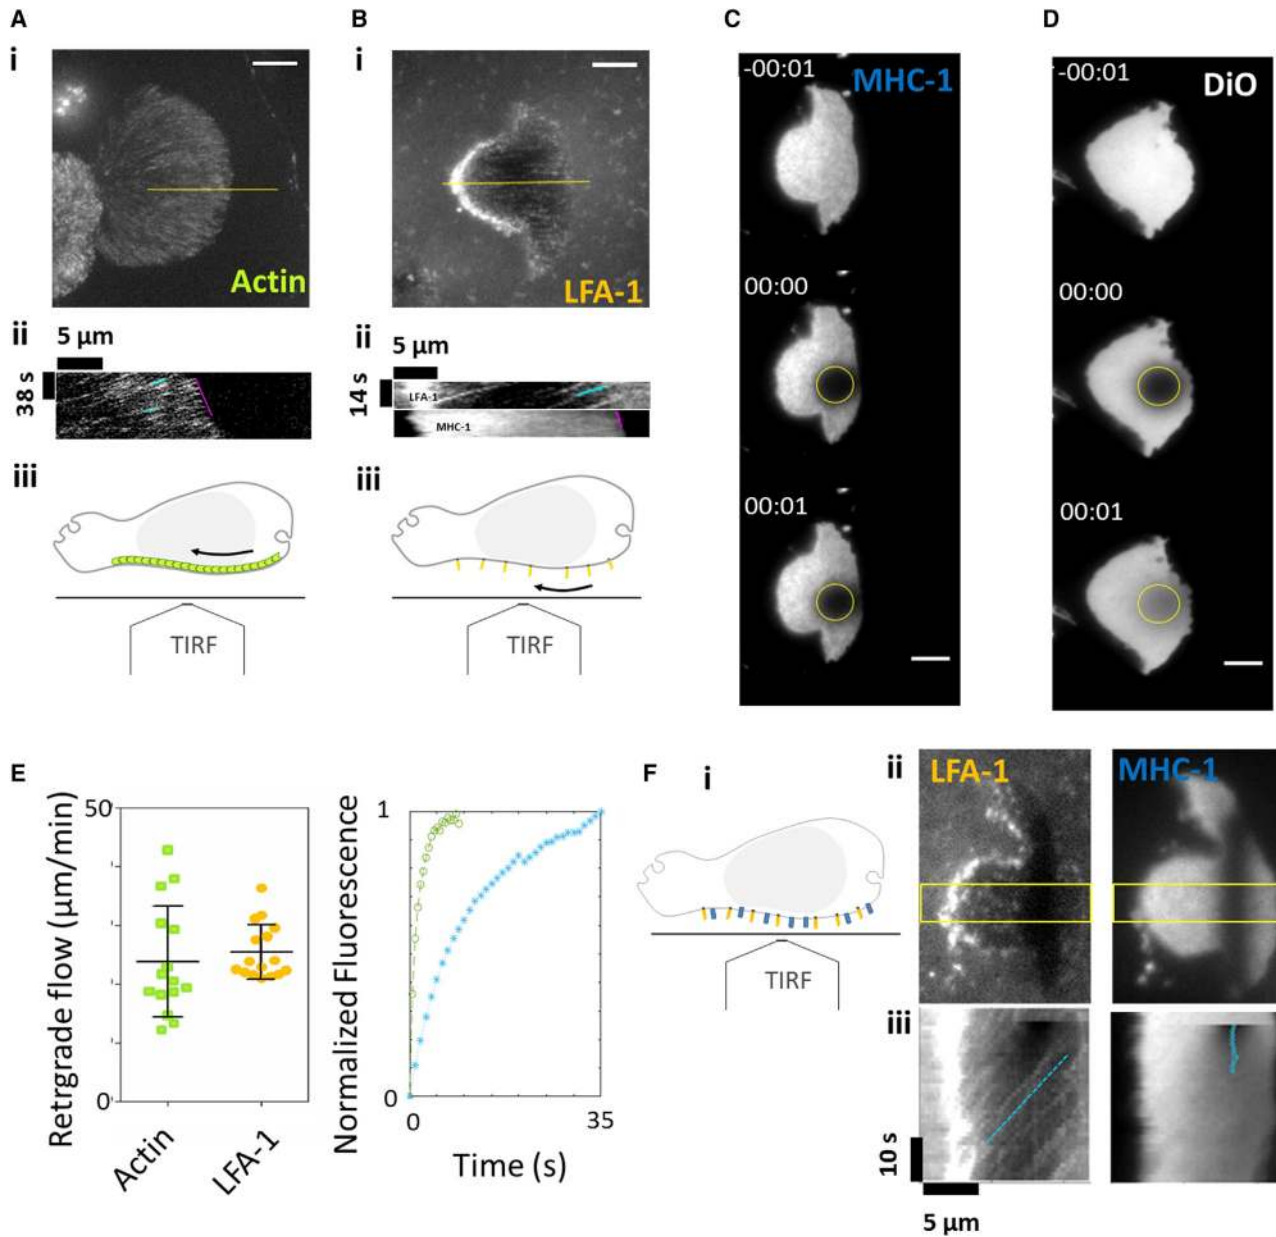 A
B
C
D
i
i
-00:01
MHC-1
-00:01
DiO
Actin
LFA-1
00:00
00:00
ii
5 µm
38 s
ii
5 µm
14 s
LFA-1
MHC-1
00:01
00:01
iii
TIRF
iii
TIRF
E
Retrgrade flow (µm/min)
50
0
Actin
LFA-1
Normalized Fluorescence
1
0
0
35
Time (s)
F
i
TIRF
ii
LFA-1
MHC-1
iii
10 s
5 µm